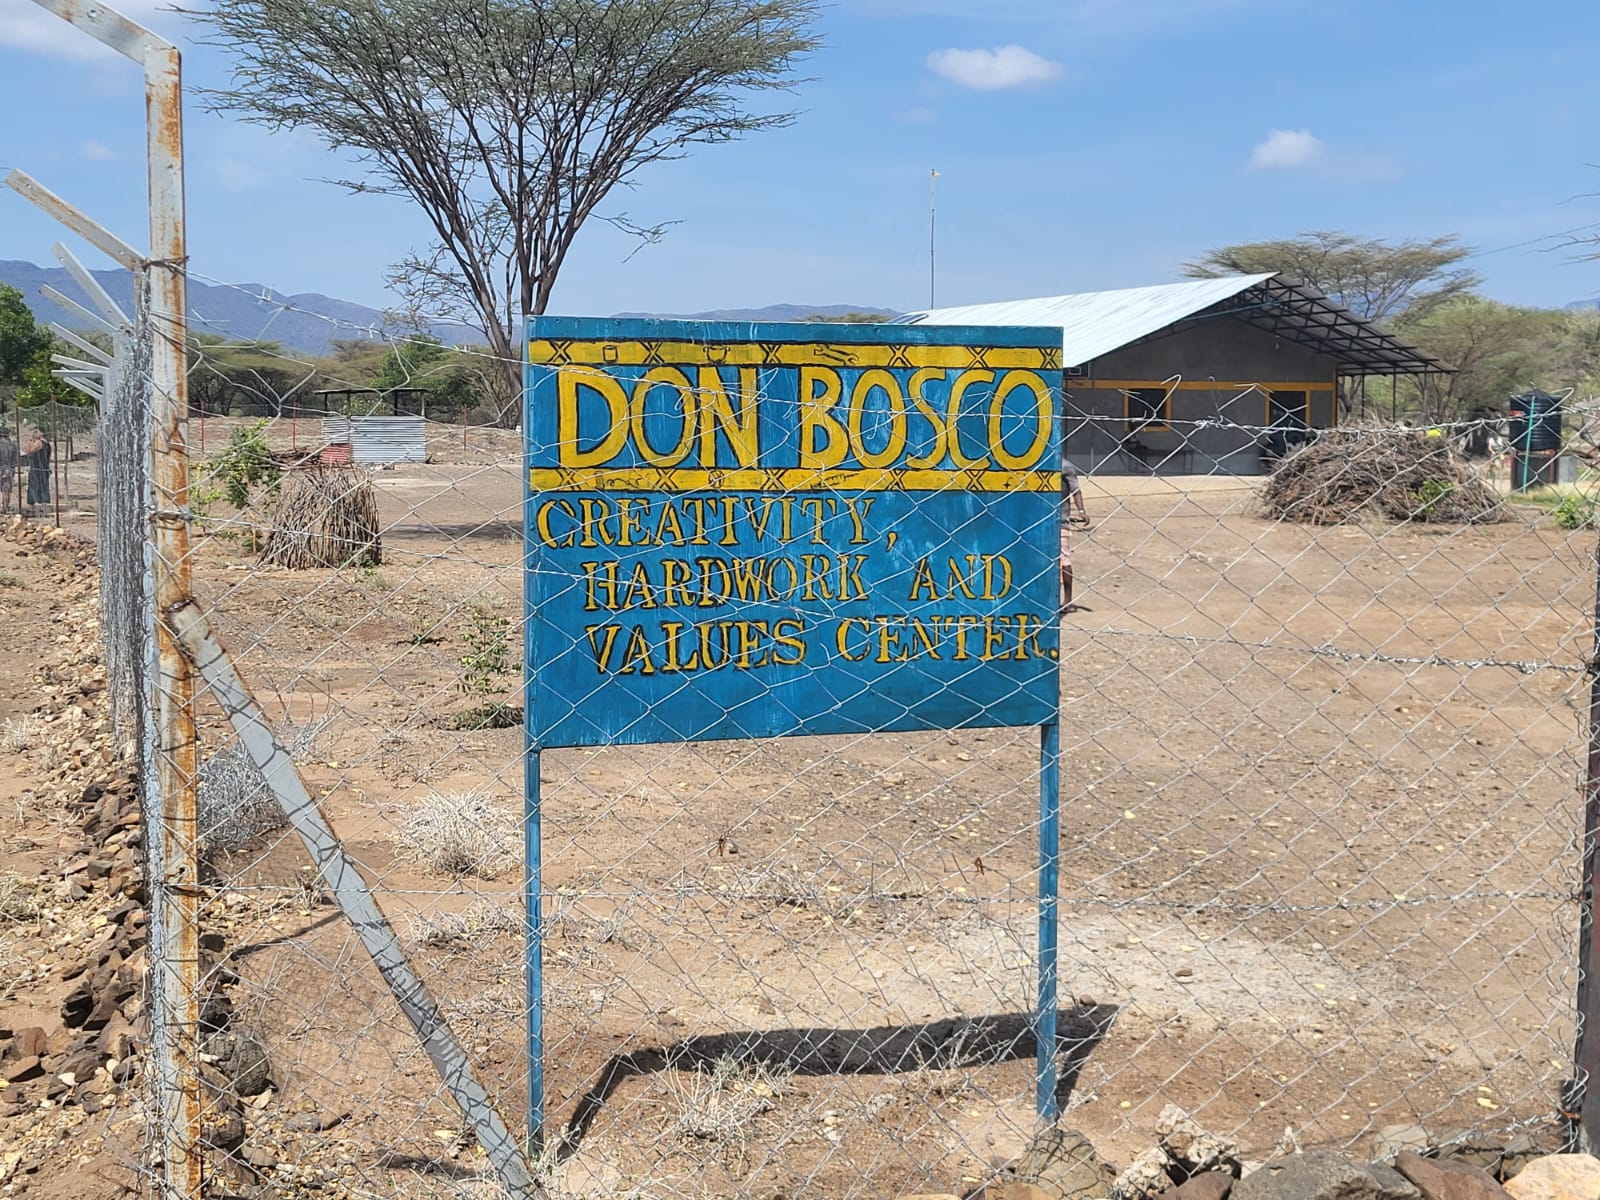 DON BOSCO
CREATIVITY,
HARDWORK AND
VALUES CENTER.